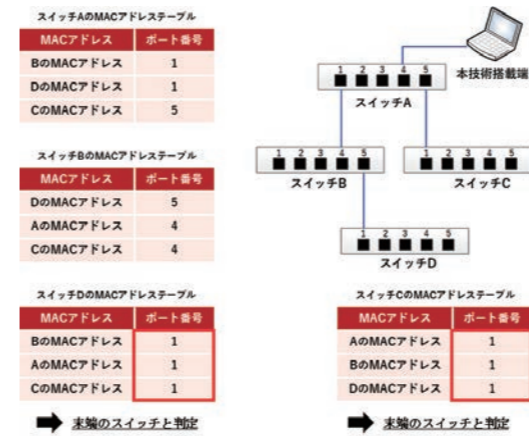 スイッチAのMACアドレステーブル
MACアドレス ポート番号
BのMACアドレス 1
DのMACアドレス 1
CのMACアドレス 5
スイッチBのMACアドレステーブル
MACアドレス ポート番号
DのMACアドレス 5
AのMACアドレス 4
CのMACアドレス 4
スイッチDのMACアドレステーブル
MACアドレス ポート番号
BのMACアドレス 1
AのMACアドレス 1
CのMACアドレス 1
➡ 末端のスイッチと判定
本技術搭載端
1 2 3 4 5
スイッチA
1 2 3 4 5
スイッチB
1 2 3 4 5
スイッチC
1 2 3 4 5
スイッチD
スイッチCのMACアドレステーブル
MACアドレス ポート番号
AのMACアドレス 1
BのMACアドレス 1
DのMACアドレス 1
➡ 末端のスイッチと判定